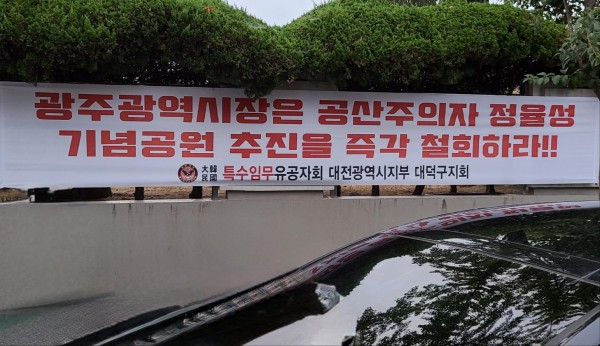 광주광역시장은 공산주의자 정율성
기념공원 추진을 즉각 철회하라!!
大韓民國 특수임무유공자회 대전광역시지부 대덕구지회